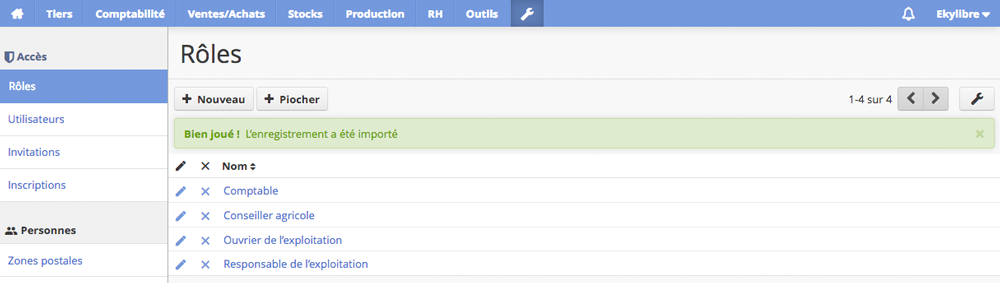 Tiers Comptabilité Ventes/Achats Stocks Production RH Outils Ekylibre
Accès
Rôles
Utilisateurs
Invitations
Inscriptions
Personnes
Zones postales
Rôles
Nouveau Piocher 1-4 sur 4
Bien joué ! L'enregistrement a été importé ×
Nom
Comptable
Conseiller agricole
Ouvrier de l'exploitation
Responsable de l'exploitation